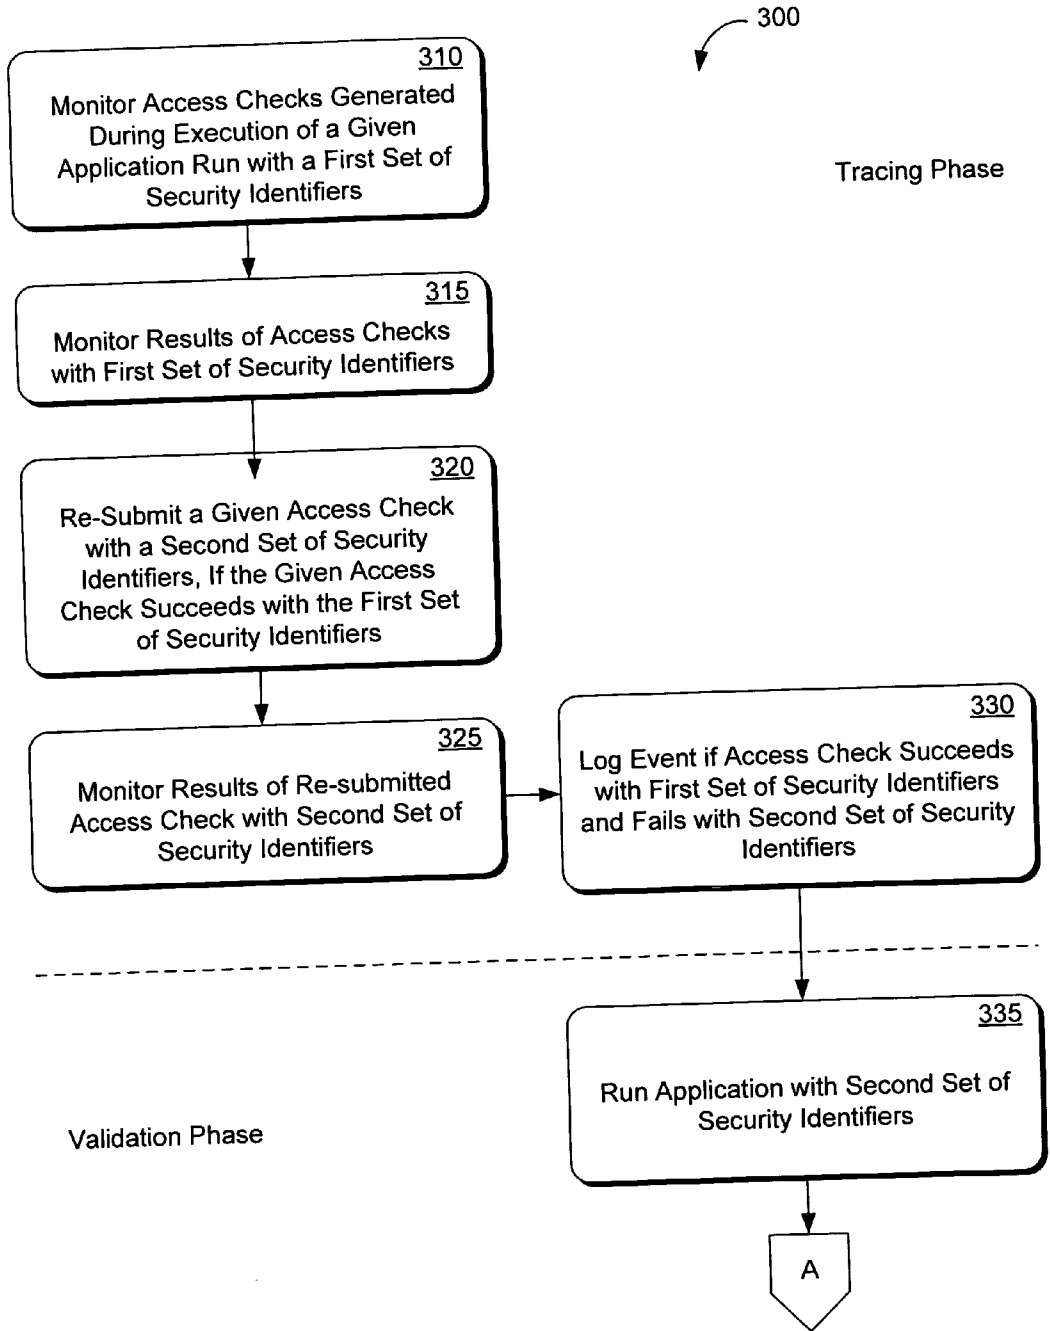 300
310
Monitor Access Checks Generated
During Execution of a Given
Application Run with a First Set of
Security Identifiers
Tracing Phase
315
Monitor Results of Access Checks
with First Set of Security Identifiers
320
Re-Submit a Given Access Check
with a Second Set of Security
Identifiers, If the Given Access
Check Succeeds with the First Set
of Security Identifiers
325
Monitor Results of Re-submitted
Access Check with Second Set of
Security Identifiers
330
Log Event if Access Check Succeeds
with First Set of Security Identifiers
and Fails with Second Set of Security
Identifiers
335
Run Application with Second Set of
Security Identifiers
Validation Phase
A